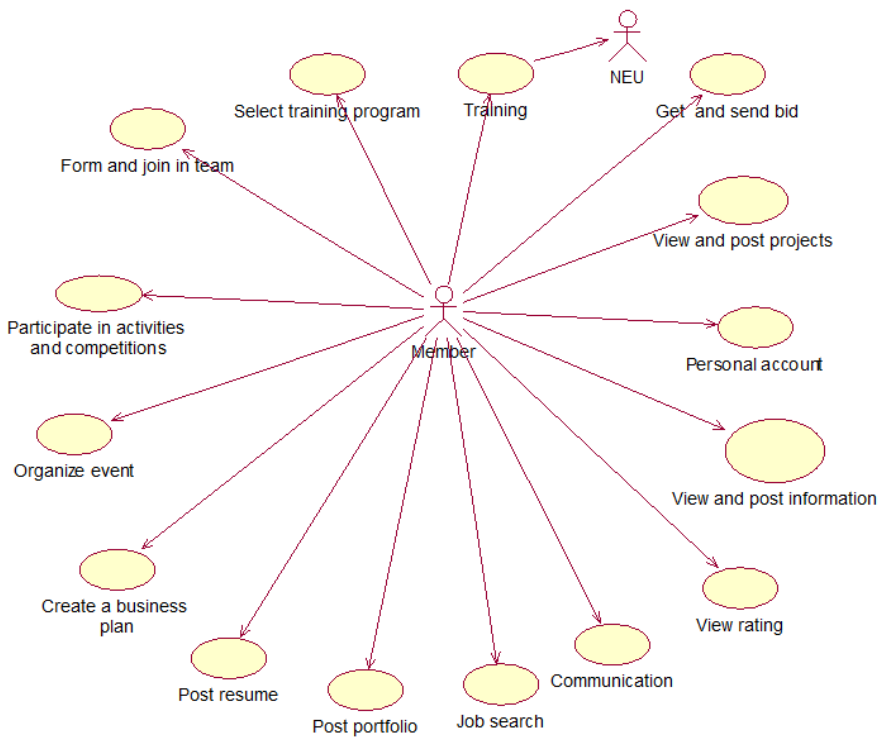 NEU
Select training program
Training
Get and send bid
Form and join in team
View and post projects
Participate in activities
and competitions
Member
Personal account
Organize event
View and post information
Create a business
plan
View rating
Post resume
Communication
Post portfolio
Job search